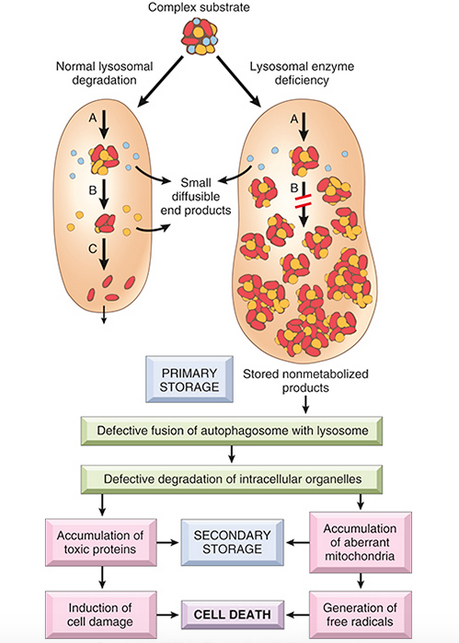 Complex substrate
Normal lysosomal
degradation
Lysosomal enzyme
deficiency
A
A
B
B
Small
diffusible
end products
C
PRIMARY
STORAGE
Stored nonmetabolized
products
Defective fusion of autophagosome with lysosome
Defective degradation of intracellular organelles
Accumulation of
toxic proteins
SECONDARY
STORAGE
Accumulation
of aberrant
mitochondria
Induction of
cell damage
CELL DEATH
Generation of
free radicals